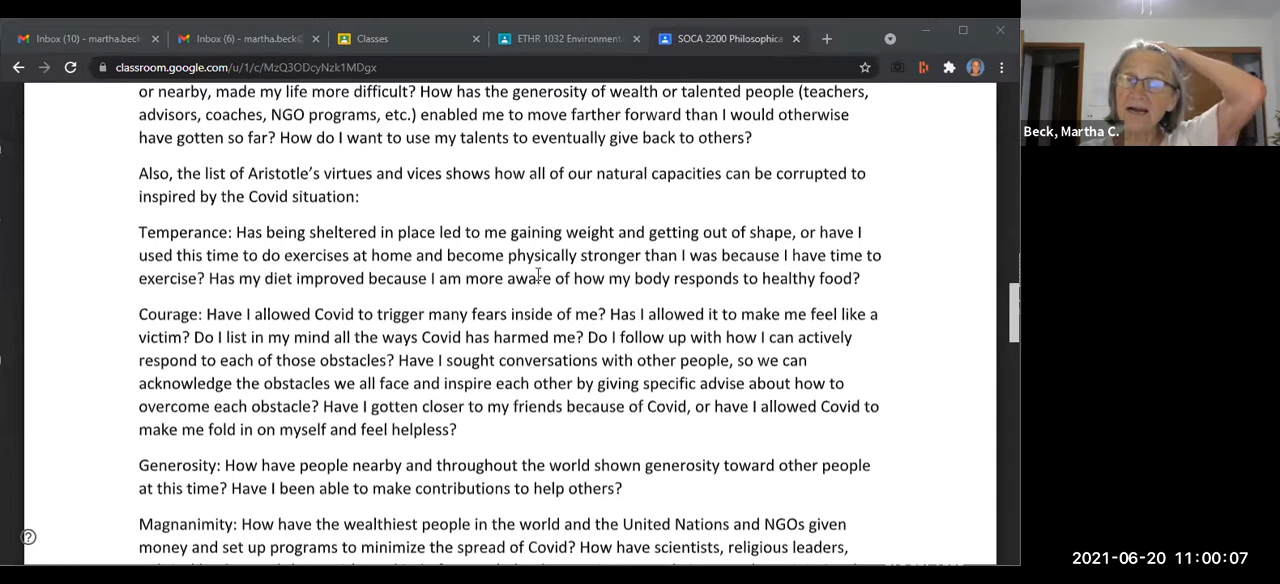 Inbox (10) - martha.beck
Inbox (6) - martha.beck@
Classes
ETHR 1032 Environment
SOCA 2200 Philosophica
classroom.google.com/u/1/c/MzQ3ODcyNzk1MDgx
or nearby, made my life more difficult? How has the generosity of wealth or talented people (teachers,
advisors, coaches, NGO programs, etc.) enabled me to move farther forward than I would otherwise
have gotten so far? How do I want to use my talents to eventually give back to others?
Also, the list of Aristotle's virtues and vices shows how all of our natural capacities can be corrupted to
inspired by the Covid situation:
Temperance: Has being sheltered in place led to me gaining weight and getting out of shape, or have I
used this time to do exercises at home and become physically stronger than I was because I have time to
exercise? Has my diet improved because I am more aware of how my body responds to healthy food?
Courage: Have I allowed Covid to trigger many fears inside of me? Has I allowed it to make me feel like a
victim? Do I list in my mind all the ways Covid has harmed me? Do I follow up with how I can actively
respond to each of those obstacles? Have I sought conversations with other people, so we can
acknowledge the obstacles we all face and inspire each other by giving specific advise about how to
overcome each obstacle? Have I gotten closer to my friends because of Covid, or have I allowed Covid to
make me fold in on myself and feel helpless?
Generosity: How have people nearby and throughout the world shown generosity toward other people
at this time? Have I been able to make contributions to help others?
Magnanimity: How have the wealthiest people in the world and the United Nations and NGOs given
money and set up programs to minimize the spread of Covid? How have scientists, religious leaders,
Beck, Martha C.
2021-06-20 11:00:07